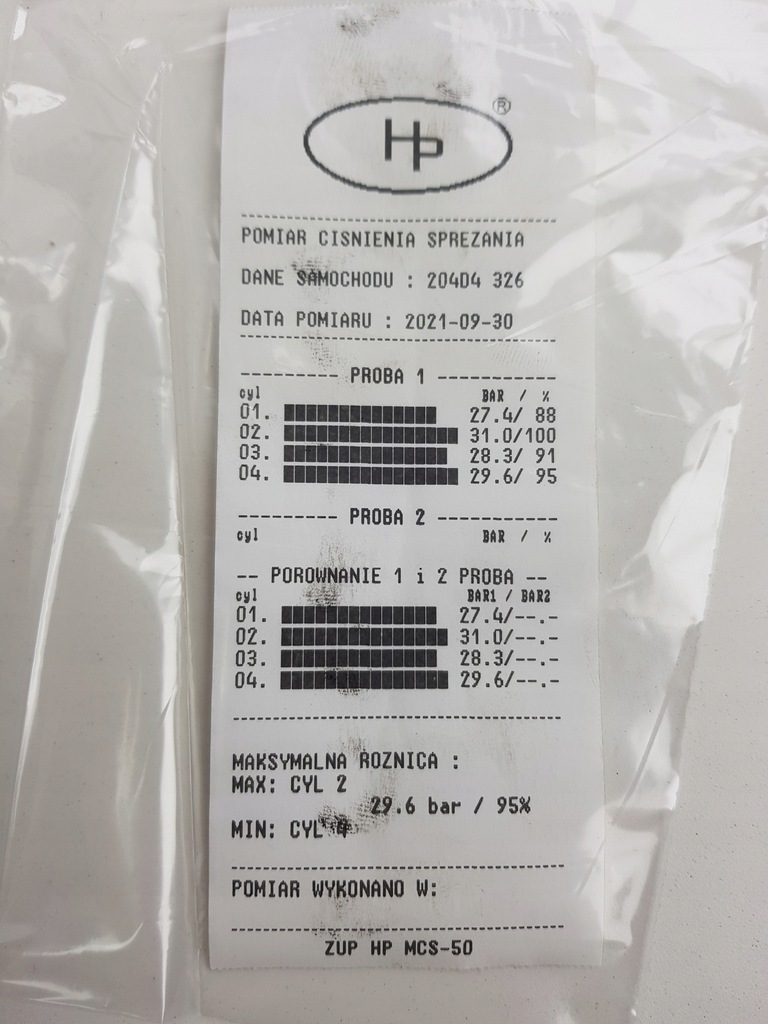 HP ®
POMIAR CISNIENIA SPREZANIA
DANE SAMOCHODU : 204D4 326
DATA POMIARU : 2021-09-30
--------- PROBA 1 -----------
cyl BAR / %
01. 27.4/ 88
02. 31.0/100
03. 28.3/ 91
04. 29.6/ 95
--------- PROBA 2 -----------
cyl BAR / %
-- POROWNANIE 1 i 2 PROBA --
cyl BAR1 / BAR2
01. 27.4/--.-
02. 31.0/--.-
03. 28.3/--.-
04. 29.6/--.-
MAKSYMALNA ROZNICA :
MAX: CYL 2
29.6 bar / 95%
MIN: CYL 4
POMIAR WYKONANO W:
ZUP HP MCS-50